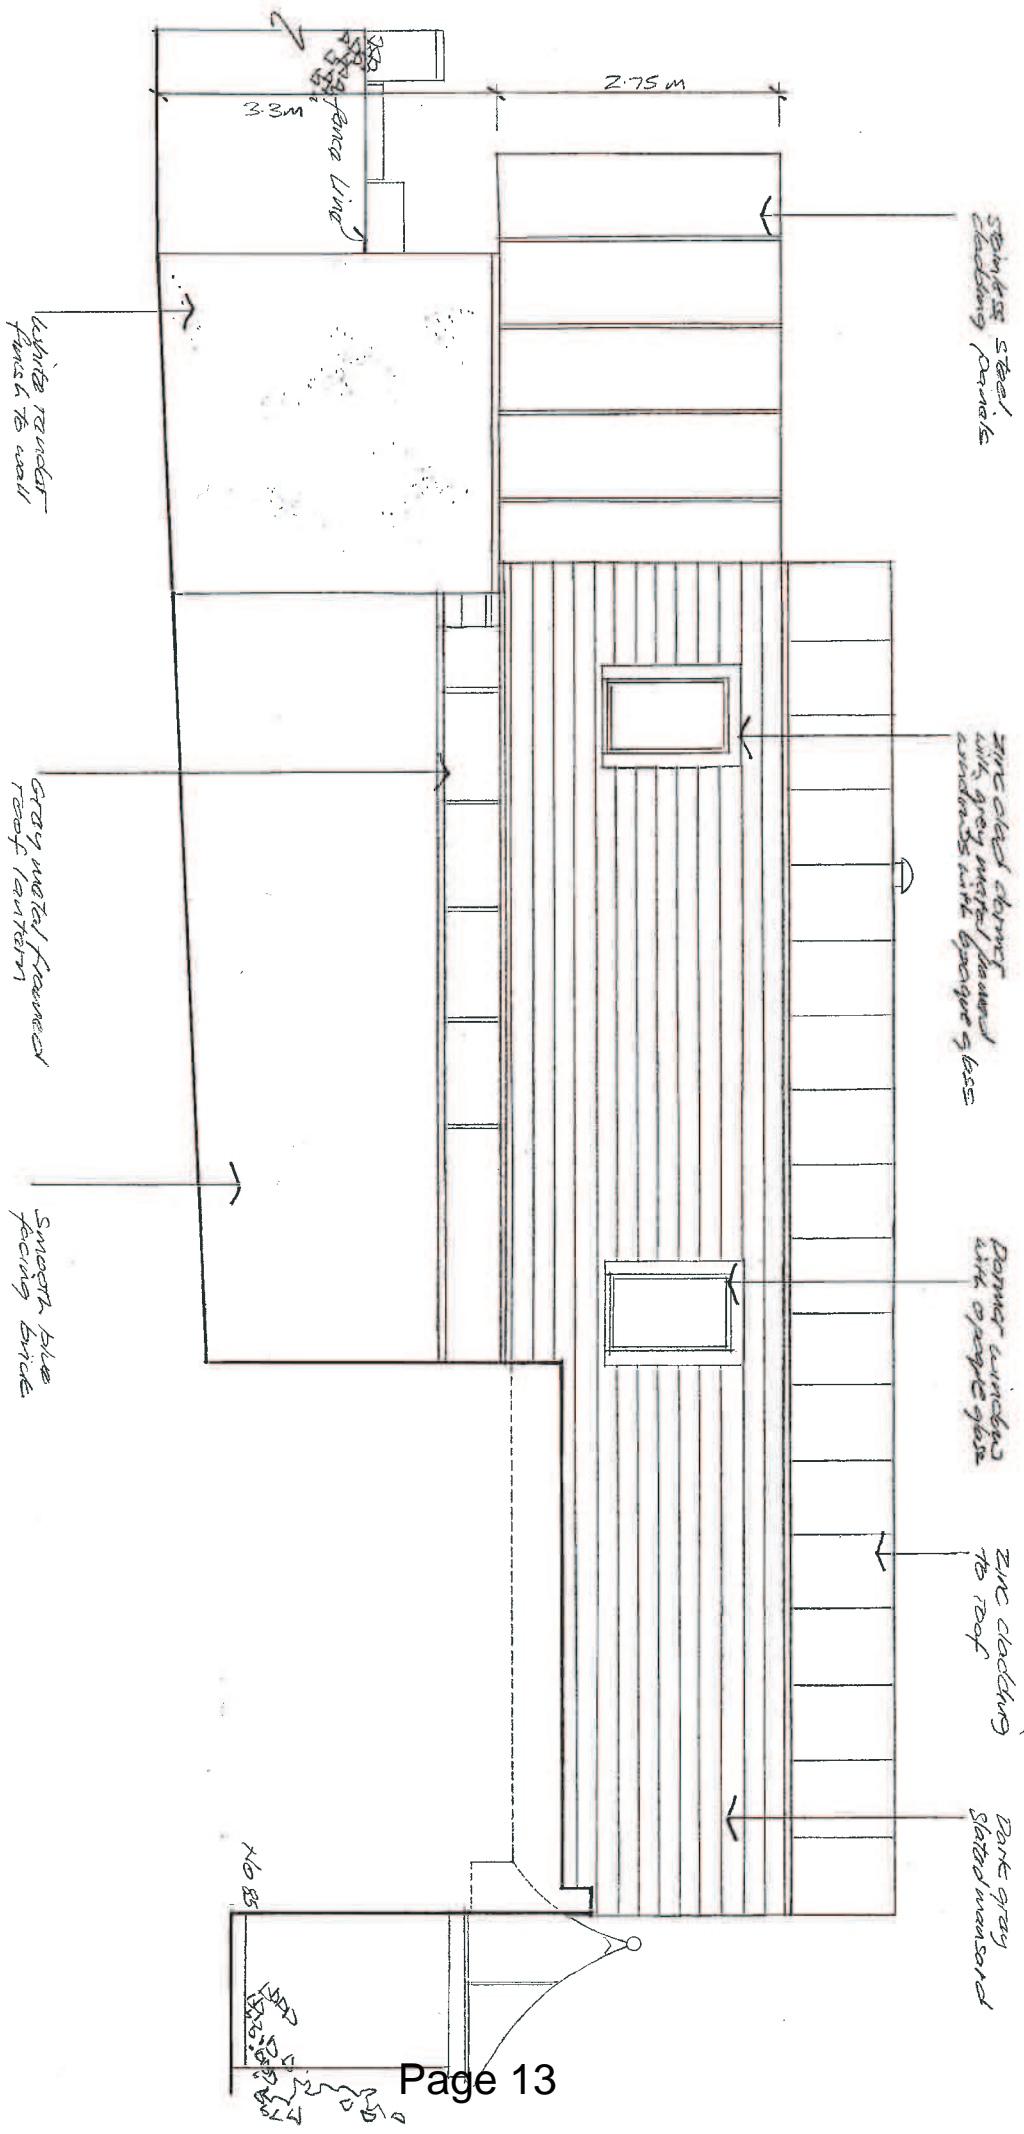 Stainless steel
cladding panels
Zinc clad dormer
with grey metal framed
windows with opaque glass
Dormer window
with opaque glass
Zinc cladding
to roof
Dark grey
Slated mansard
2.75 m
3.3m
fence line
White render
finish to wall
Grey metal framed
roof lantern
Smooth blue
facing brick
No 85
Page 13